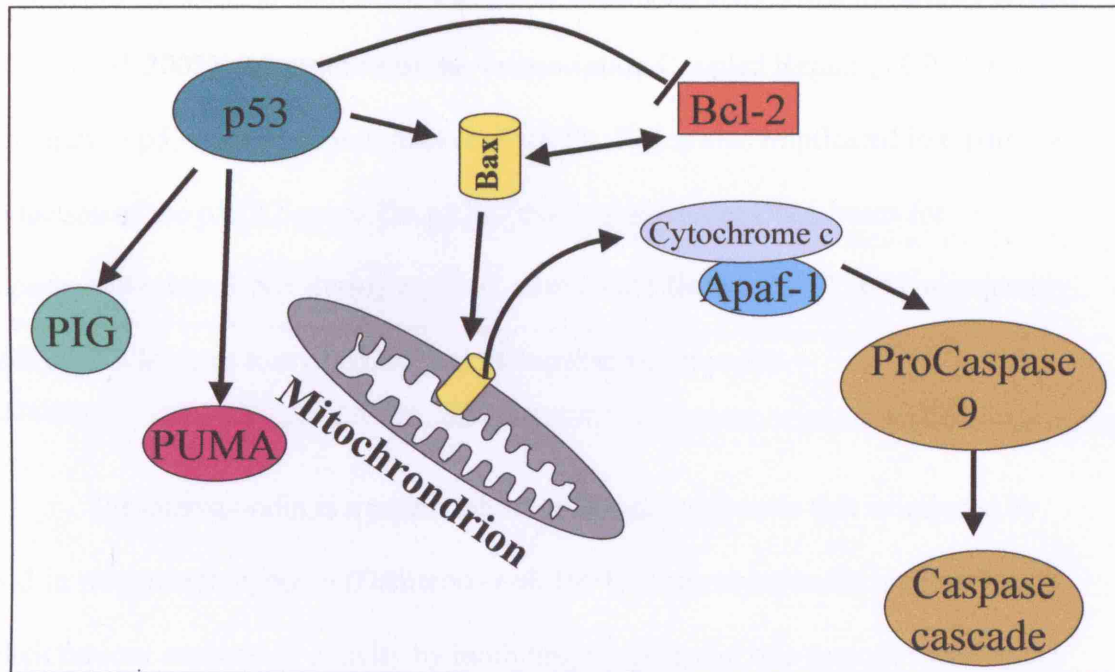 p53
Bcl-2
Bax
Cytochrome c
Apaf-1
PIG
ProCaspase
9
PUMA
Mitochrondrion
Caspase
cascade